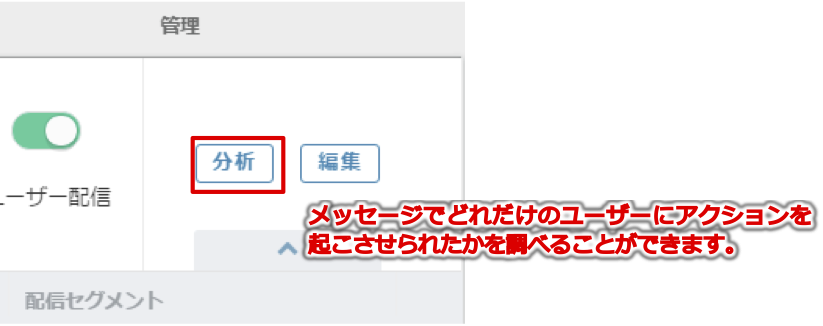 管理
分析
編集
ーザー配信
メッセージでどれだけのユーザーにアクションを
起こさせられたかを調べることができます。
配信セグメント